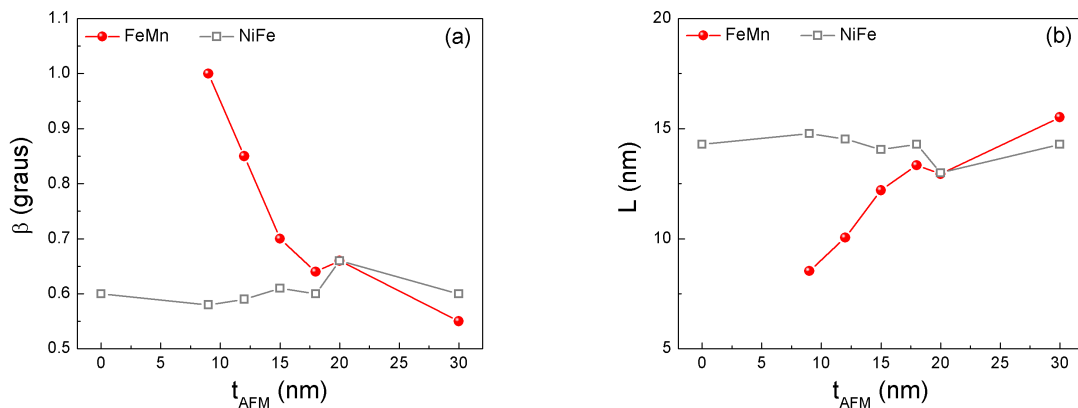 FeMn NiFe (a)
1.1
1.0
0.9
0.8
0.7
0.6
0.5
β (graus)
0 5 10 15 20 25 30
t_AFM (nm)
FeMn NiFe (b)
20
15
10
5
L (nm)
0 5 10 15 20 25 30
t_AFM (nm)